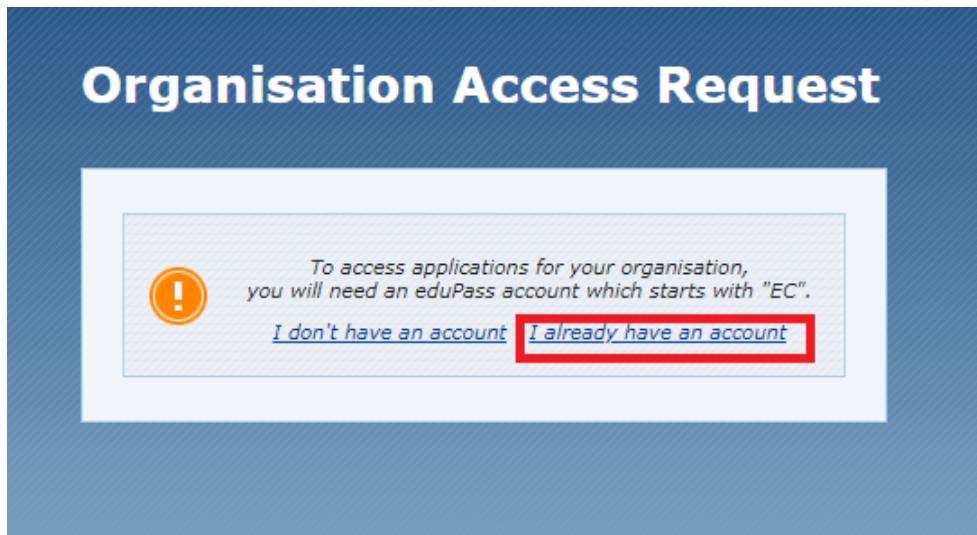 Organisation Access Request
To access applications for your organisation,
you will need an eduPass account which starts with "EC".
I don't have an account I already have an account